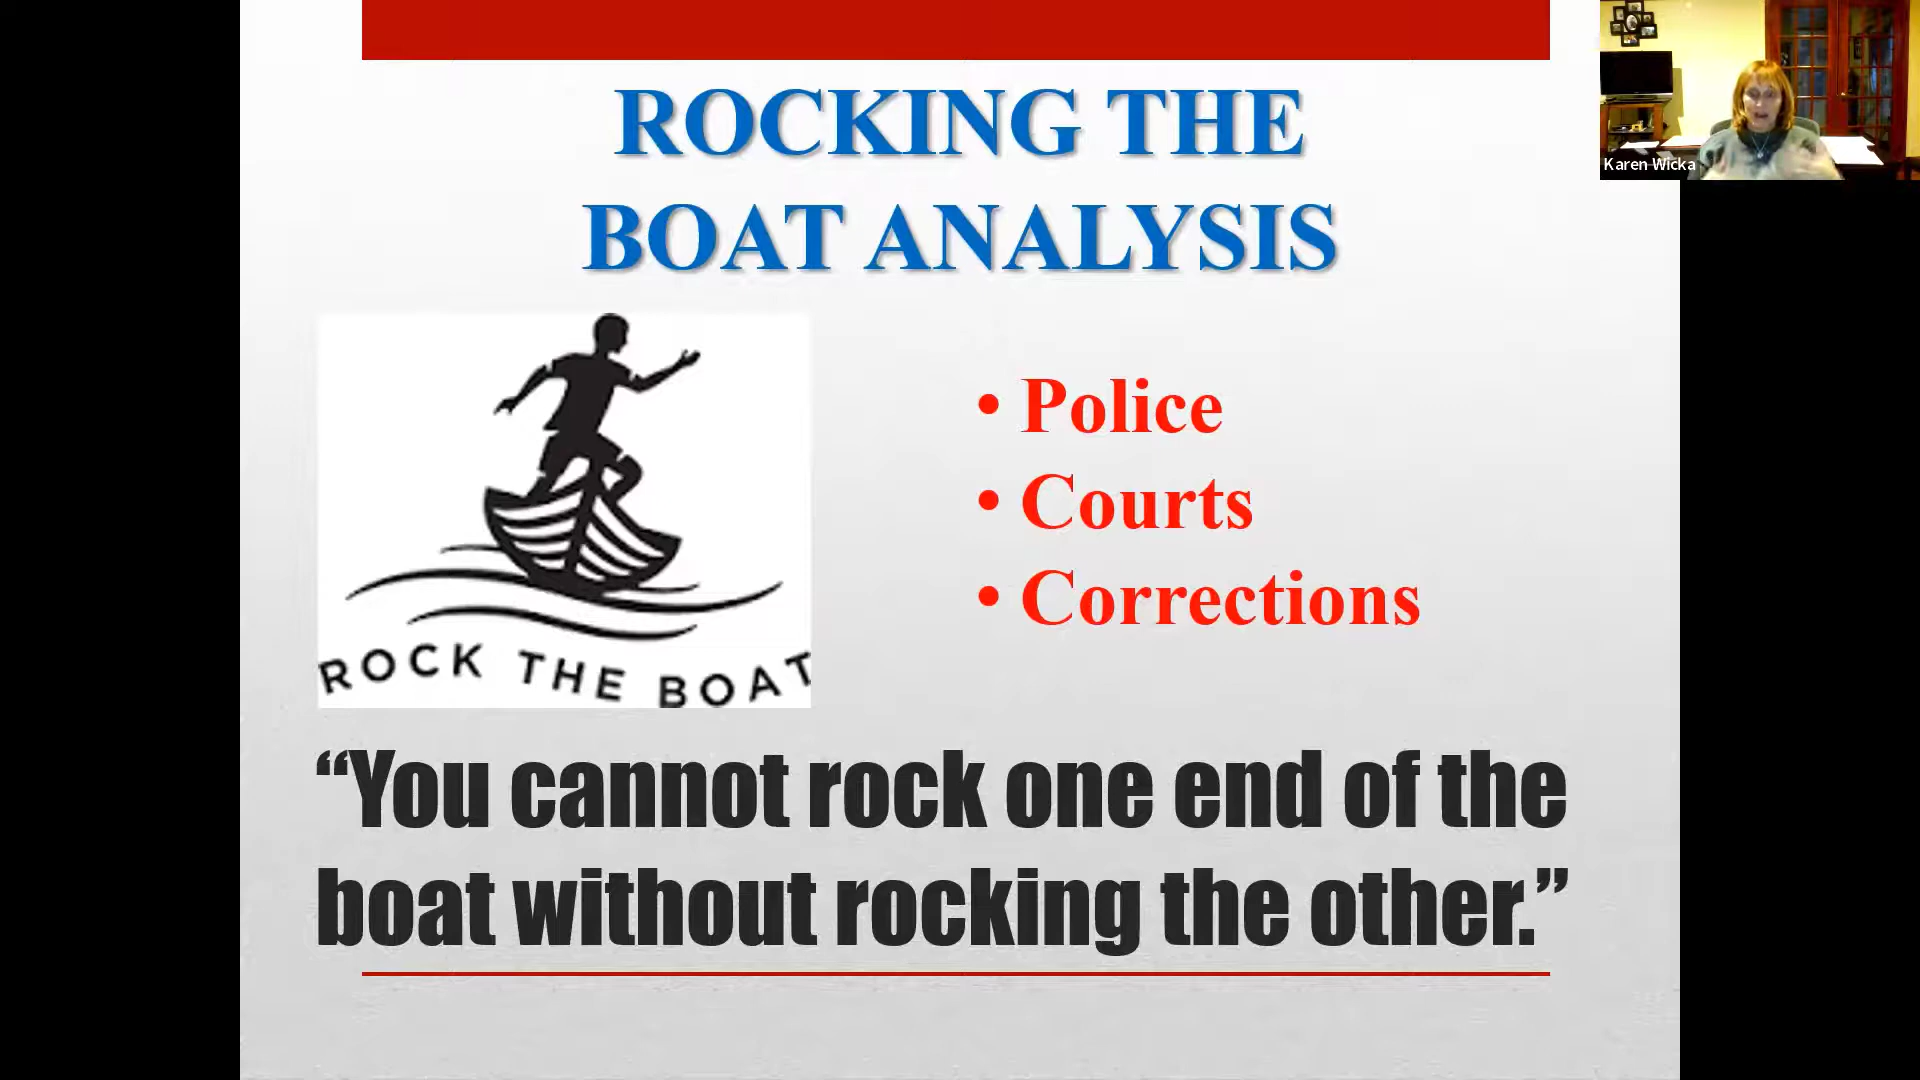 ROCKING THE
BOAT ANALYSIS
Karen Wicka
• Police
• Courts
• Corrections
ROCK THE BOAT
“You cannot rock one end of the
boat without rocking the other.”